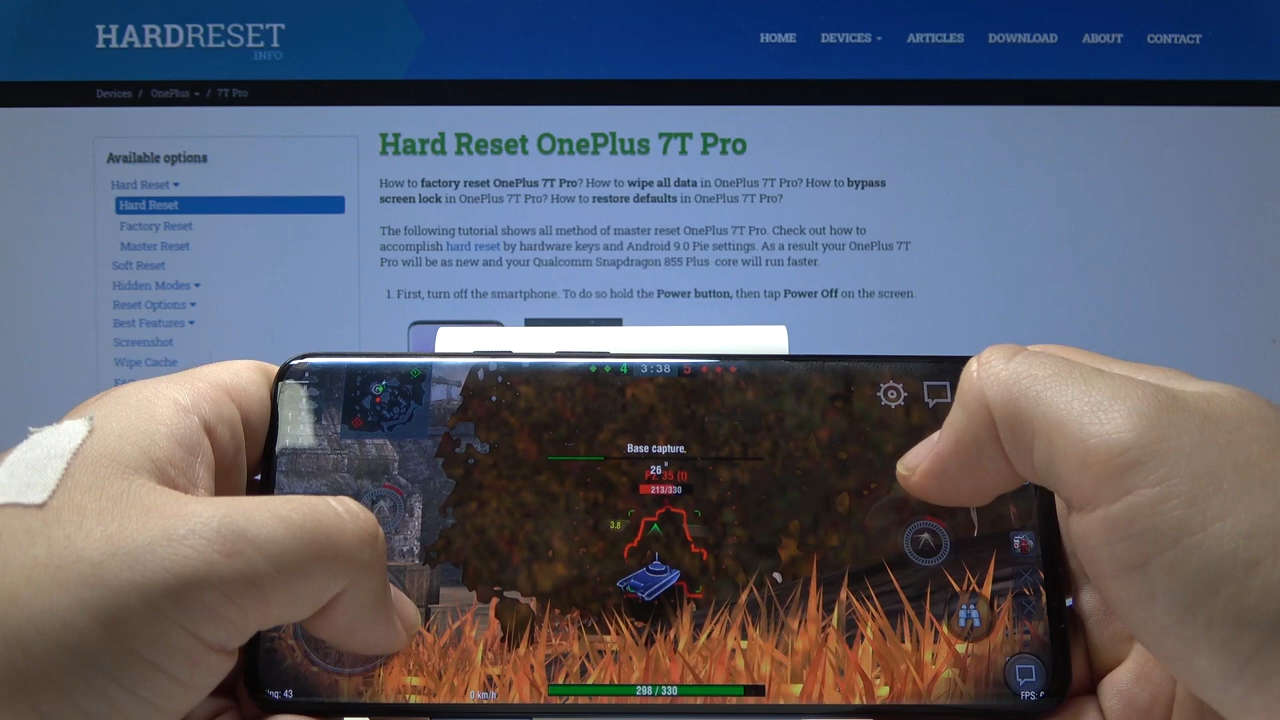 HARDRESET
.INFO
HOME DEVICES ARTICLES DOWNLOAD ABOUT CONTACT
Devices / OnePlus / 7T Pro
Available options
Hard Reset
Hard Reset
Factory Reset
Master Reset
Soft Reset
Hidden Modes
Reset Options
Best Features
Screenshot
Wipe Cache
Hard Reset OnePlus 7T Pro
How to factory reset OnePlus 7T Pro? How to wipe all data in OnePlus 7T Pro? How to bypass
screen lock in OnePlus 7T Pro? How to restore defaults in OnePlus 7T Pro?
The following tutorial shows all method of master reset OnePlus 7T Pro. Check out how to
accomplish hard reset by hardware keys and Android 9.0 Pie settings. As a result your OnePlus 7T
Pro will be as new and your Qualcomm Snapdragon 855 Plus core will run faster.
1. First, turn off the smartphone. To do so hold the Power button, then tap Power Off on the screen.
4 3:38 5
Base capture.
26
Pz. 35 (t)
213/330
3.8
298 / 330
0 km/h
FPS: